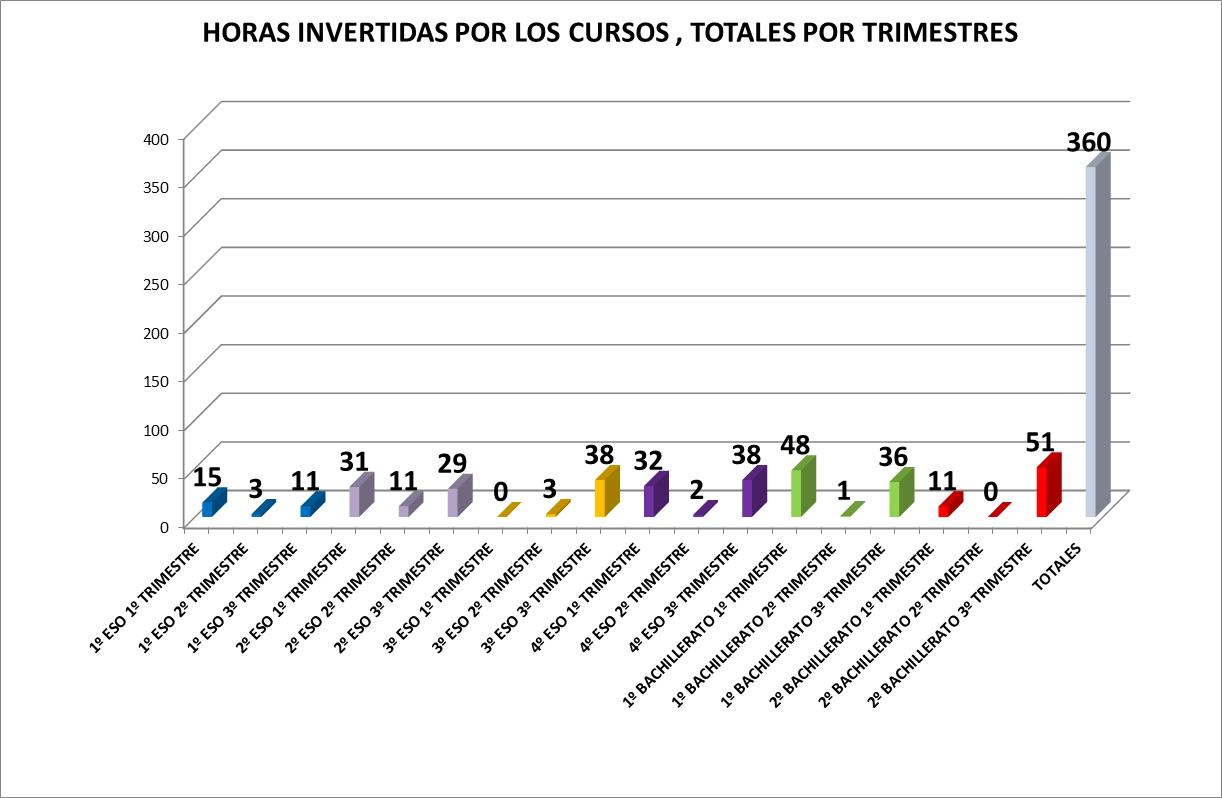 HORAS INVERTIDAS POR LOS CURSOS , TOTALES POR TRIMESTRES
400
350
300
250
200
150
100
50
0
15
3
11
31
11
29
0
3
38
32
2
38
48
1
36
11
0
51
360
1º ESO 1º TRIMESTRE
1º ESO 2º TRIMESTRE
1º ESO 3º TRIMESTRE
2º ESO 1º TRIMESTRE
2º ESO 2º TRIMESTRE
2º ESO 3º TRIMESTRE
3º ESO 1º TRIMESTRE
3º ESO 2º TRIMESTRE
3º ESO 3º TRIMESTRE
4º ESO 1º TRIMESTRE
4º ESO 2º TRIMESTRE
4º ESO 3º TRIMESTRE
1º BACHILLERATO 1º TRIMESTRE
1º BACHILLERATO 2º TRIMESTRE
1º BACHILLERATO 3º TRIMESTRE
2º BACHILLERATO 1º TRIMESTRE
2º BACHILLERATO 2º TRIMESTRE
2º BACHILLERATO 3º TRIMESTRE
TOTALES